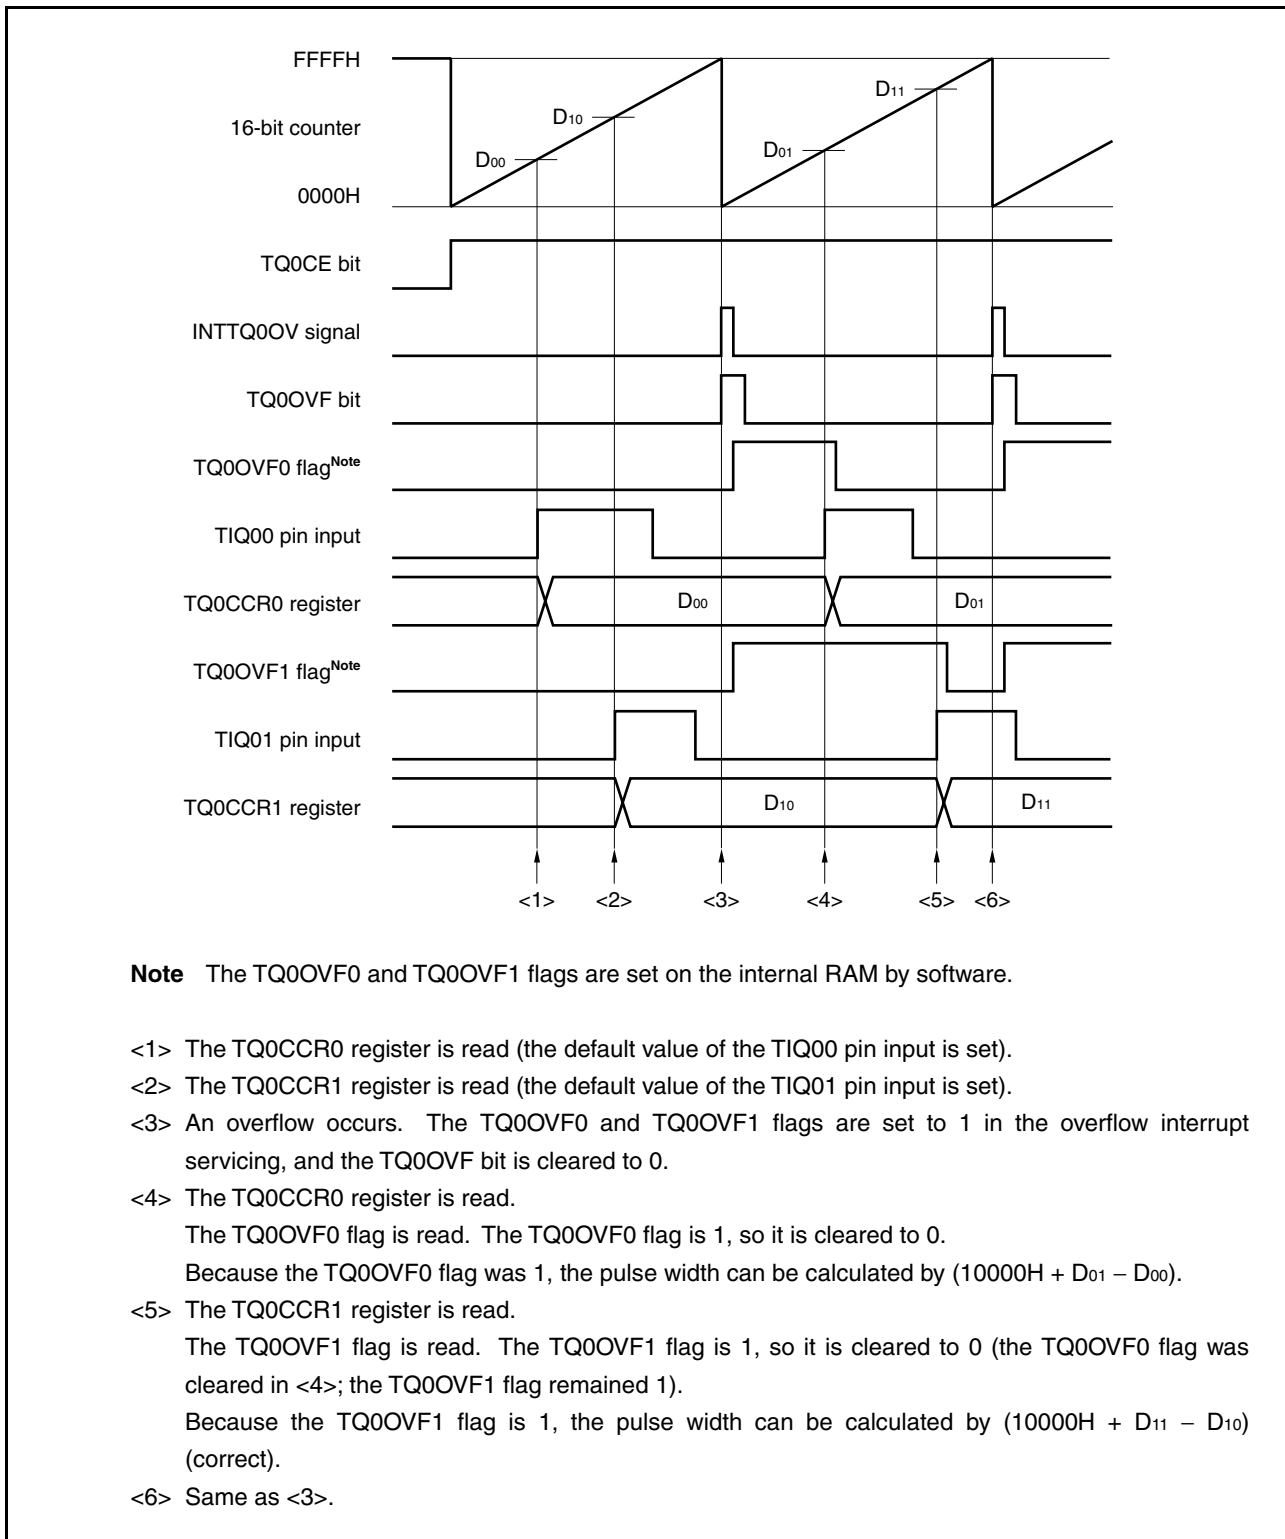 FFFFH
D10
D11
16-bit counter
D00
D01
0000H
TQ0CE bit
INTTQ0OV signal
TQ0OVF bit
TQ0OVF0 flagNote
TIQ00 pin input
TQ0CCR0 register
D00
D01
TQ0OVF1 flagNote
TIQ01 pin input
TQ0CCR1 register
D10
D11
<1> <2> <3> <4> <5> <6>
Note The TQ0OVF0 and TQ0OVF1 flags are set on the internal RAM by software.
<1> The TQ0CCR0 register is read (the default value of the TIQ00 pin input is set).
<2> The TQ0CCR1 register is read (the default value of the TIQ01 pin input is set).
<3> An overflow occurs. The TQ0OVF0 and TQ0OVF1 flags are set to 1 in the overflow interrupt
servicing, and the TQ0OVF bit is cleared to 0.
<4> The TQ0CCR0 register is read.
The TQ0OVF0 flag is read. The TQ0OVF0 flag is 1, so it is cleared to 0.
Because the TQ0OVF0 flag was 1, the pulse width can be calculated by (10000H + D01 − D00).
<5> The TQ0CCR1 register is read.
The TQ0OVF1 flag is read. The TQ0OVF1 flag is 1, so it is cleared to 0 (the TQ0OVF0 flag was
cleared in <4>; the TQ0OVF1 flag remained 1).
Because the TQ0OVF1 flag is 1, the pulse width can be calculated by (10000H + D11 − D10)
(correct).
<6> Same as <3>.